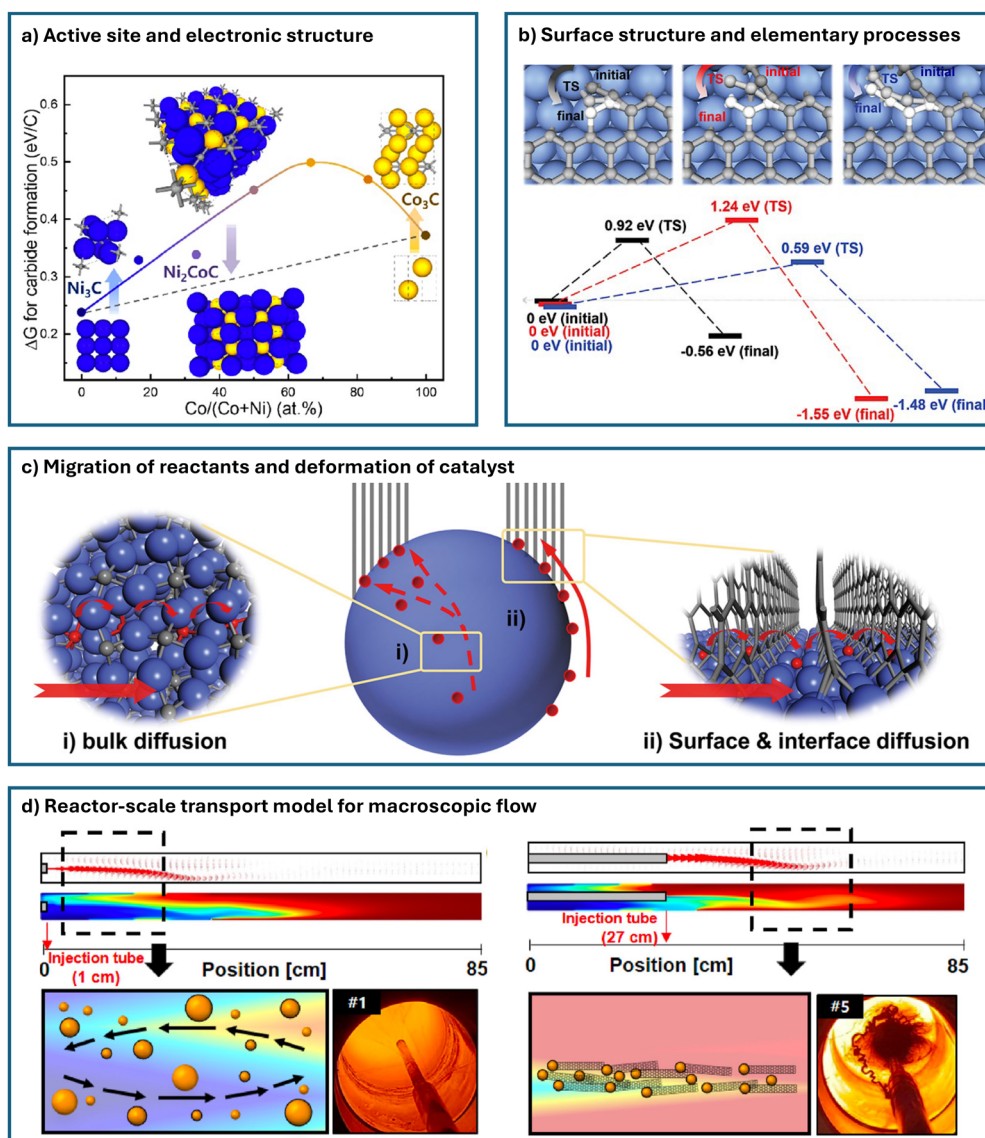 a) Active site and electronic structure
ΔG for carbide formation (eV/C)
0.6
0.5
0.4
0.3
0.2
Ni₃C
Ni₂CoC
Co₃C
0 20 40 60 80 100
Co/(Co+Ni) (at.%)
b) Surface structure and elementary processes
TS initial
final
TS initial
final
TS initial
final
1.24 eV (TS)
0.92 eV (TS)
0.59 eV (TS)
0 eV (initial)
0 eV (initial)
0 eV (initial)
-0.56 eV (final)
-1.55 eV (final)
-1.48 eV (final)
c) Migration of reactants and deformation of catalyst
i)
ii)
i) bulk diffusion
ii) Surface & interface diffusion
d) Reactor-scale transport model for macroscopic flow
Injection tube
(1 cm)
0 Position [cm] 85
#1
Injection tube
(27 cm)
0 Position [cm] 85
#5